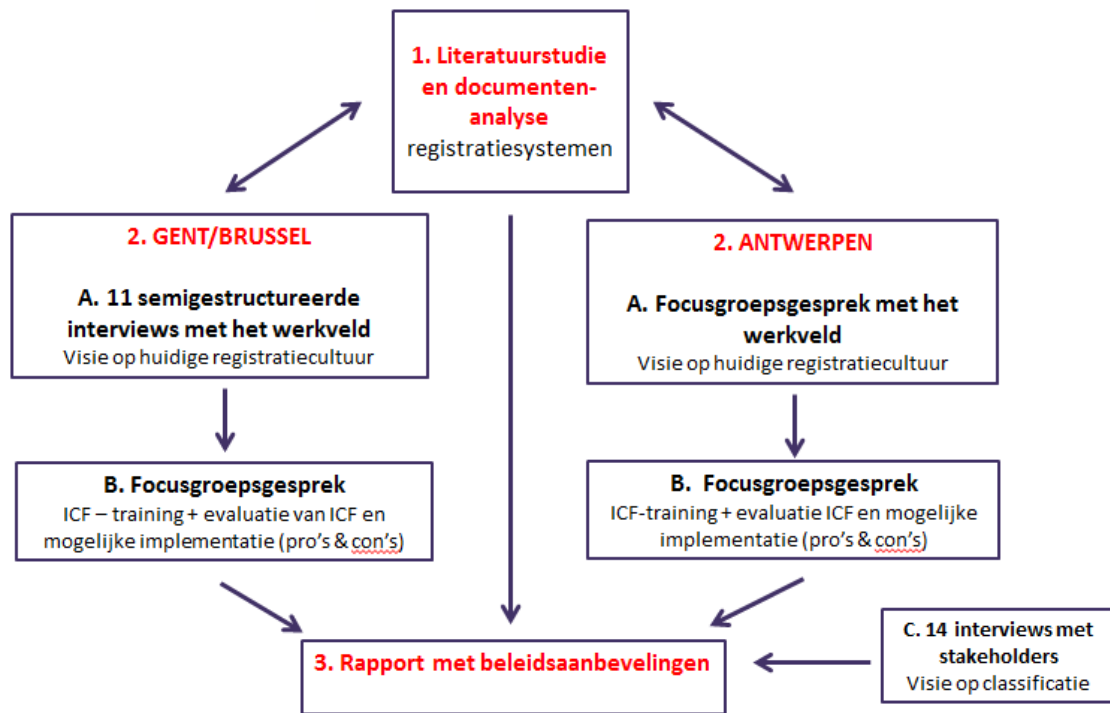 1. Literatuurstudie
en documenten-
analyse
registratiesystemen
2. GENT/BRUSSEL
A. 11 semigestructureerde
interviews met het werkveld
Visie op huidige registratiecultuur
2. ANTWERPEN
A. Focusgroepsgesprek met het
werkveld
Visie op huidige registratiecultuur
B. Focusgroepsgesprek
ICF – training + evaluatie van ICF en
mogelijke implementatie (pro's & con's)
B. Focusgroepsgesprek
ICF-training + evaluatie ICF en mogelijke
implementatie (pro's & con's)
3. Rapport met beleidsaanbevelingen
C. 14 interviews met
stakeholders
Visie op classificatie